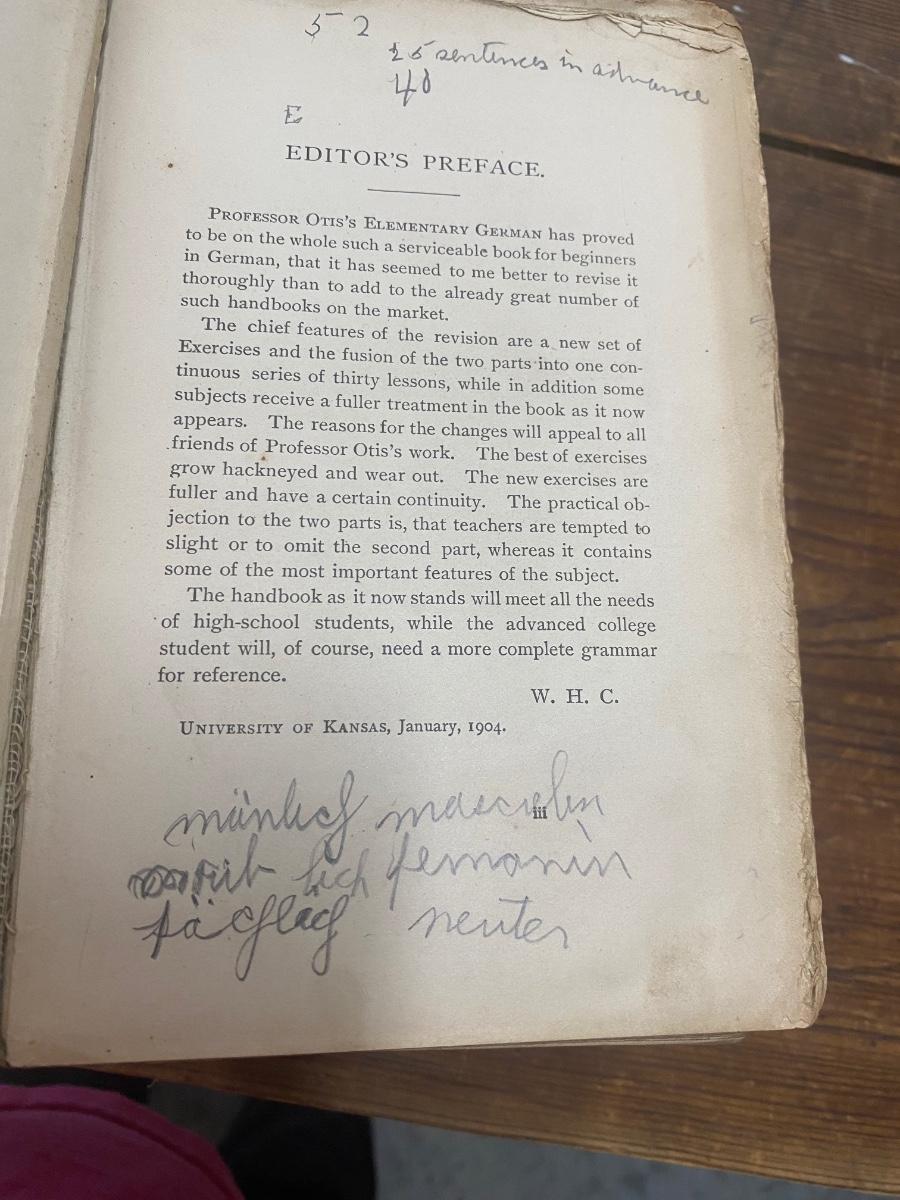 5 2
25 sentences in advance
40
E
EDITOR'S PREFACE.
PROFESSOR OTIS'S ELEMENTARY GERMAN has proved
to be on the whole such a serviceable book for beginners
in German, that it has seemed to me better to revise it
thoroughly than to add to the already great number of
such handbooks on the market.
The chief features of the revision are a new set of
Exercises and the fusion of the two parts into one con-
tinuous series of thirty lessons, while in addition some
subjects receive a fuller treatment in the book as it now
appears. The reasons for the changes will appeal to all
friends of Professor Otis's work. The best of exercises
grow hackneyed and wear out. The new exercises are
fuller and have a certain continuity. The practical ob-
jection to the two parts is, that teachers are tempted to
slight or to omit the second part, whereas it contains
some of the most important features of the subject.
The handbook as it now stands will meet all the needs
of high-school students, while the advanced college
student will, of course, need a more complete grammar
for reference.
W. H. C.
UNIVERSITY OF KANSAS, January, 1904.
iii
mänlich
lich
neuter